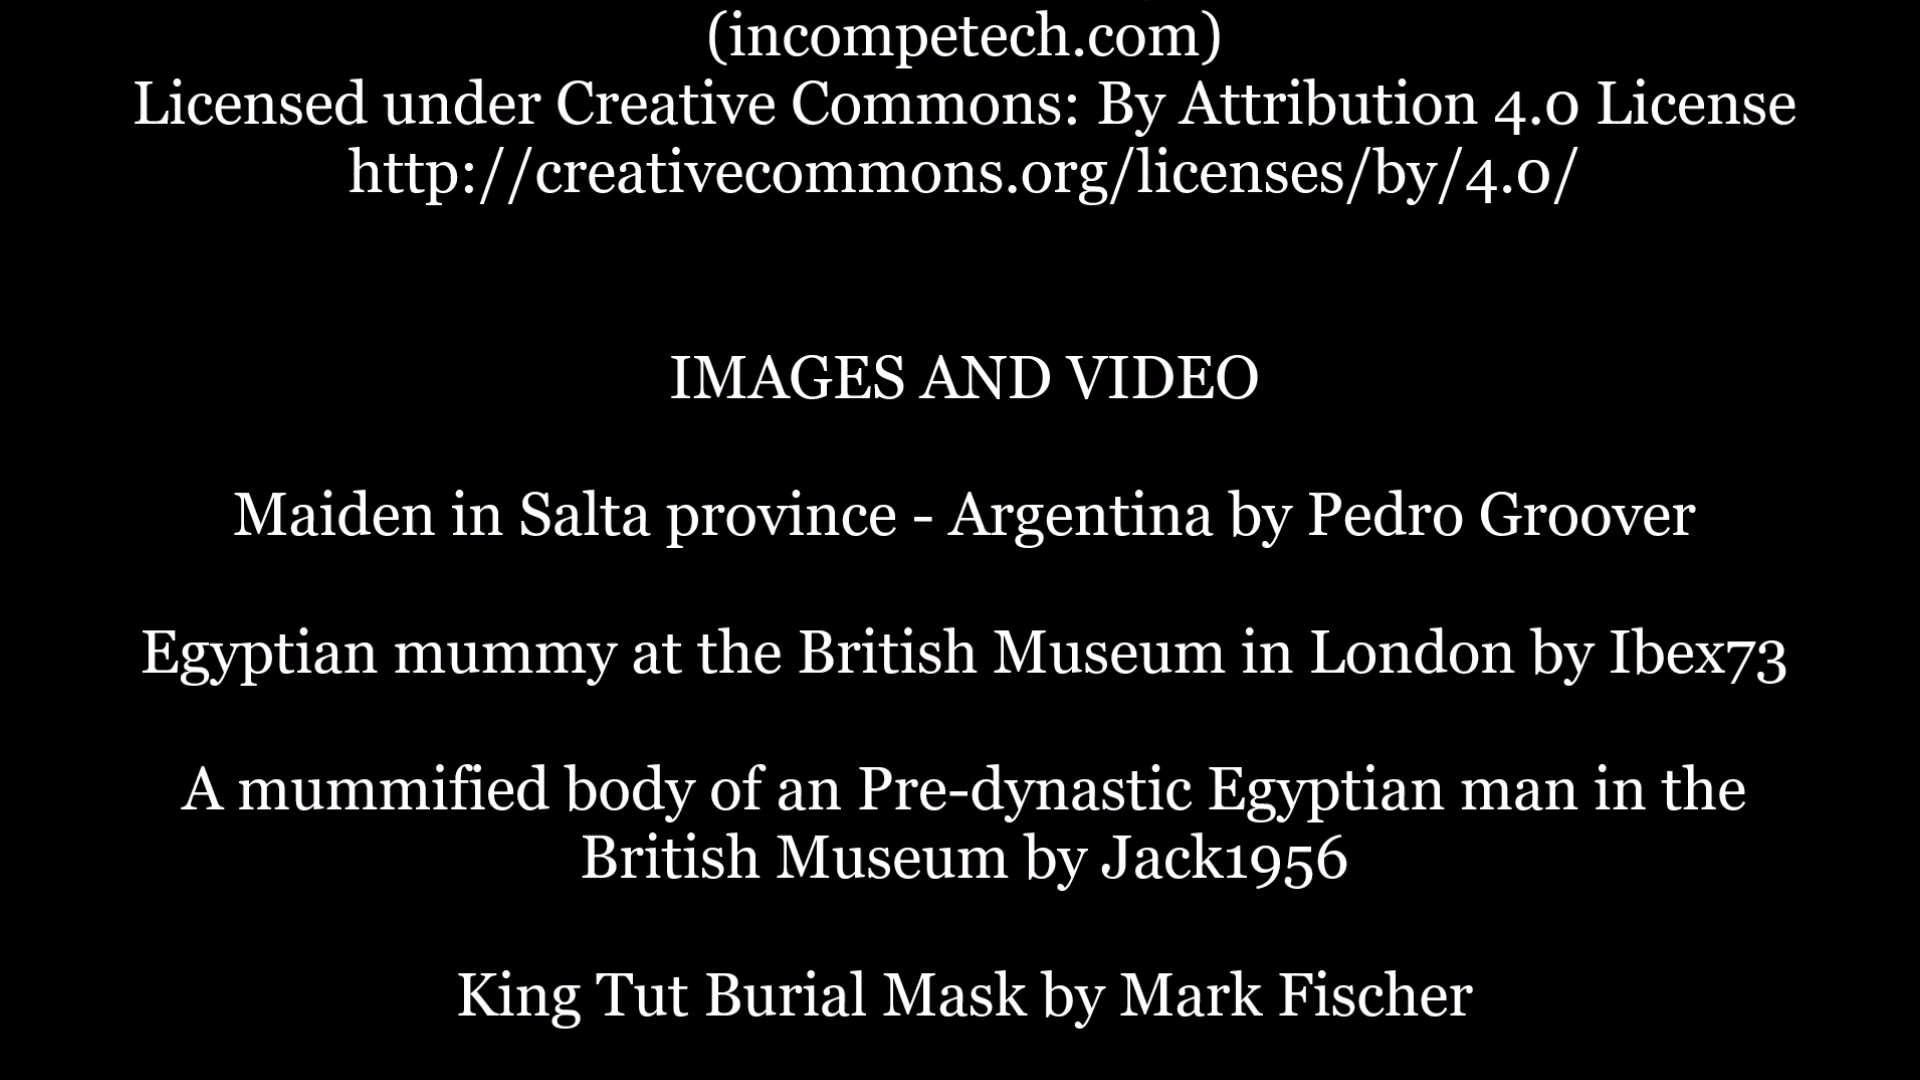 (incompetech.com)
Licensed under Creative Commons: By Attribution 4.0 License
http://creativecommons.org/licenses/by/4.0/
IMAGES AND VIDEO
Maiden in Salta province - Argentina by Pedro Groover
Egyptian mummy at the British Museum in London by Ibex73
A mummified body of an Pre-dynastic Egyptian man in the
British Museum by Jack1956
King Tut Burial Mask by Mark Fischer